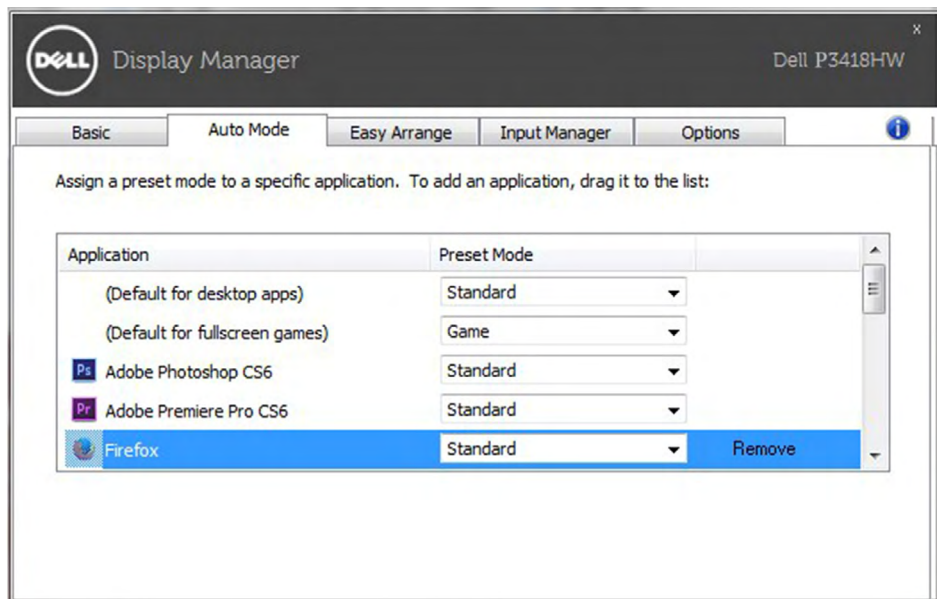 x
DELL Display Manager Dell P3418HW
Basic Auto Mode Easy Arrange Input Manager Options i
Assign a preset mode to a specific application. To add an application, drag it to the list:
Application Preset Mode
(Default for desktop apps) Standard
(Default for fullscreen games) Game
Ps Adobe Photoshop CS6 Standard
Pr Adobe Premiere Pro CS6 Standard
Firefox Standard Remove